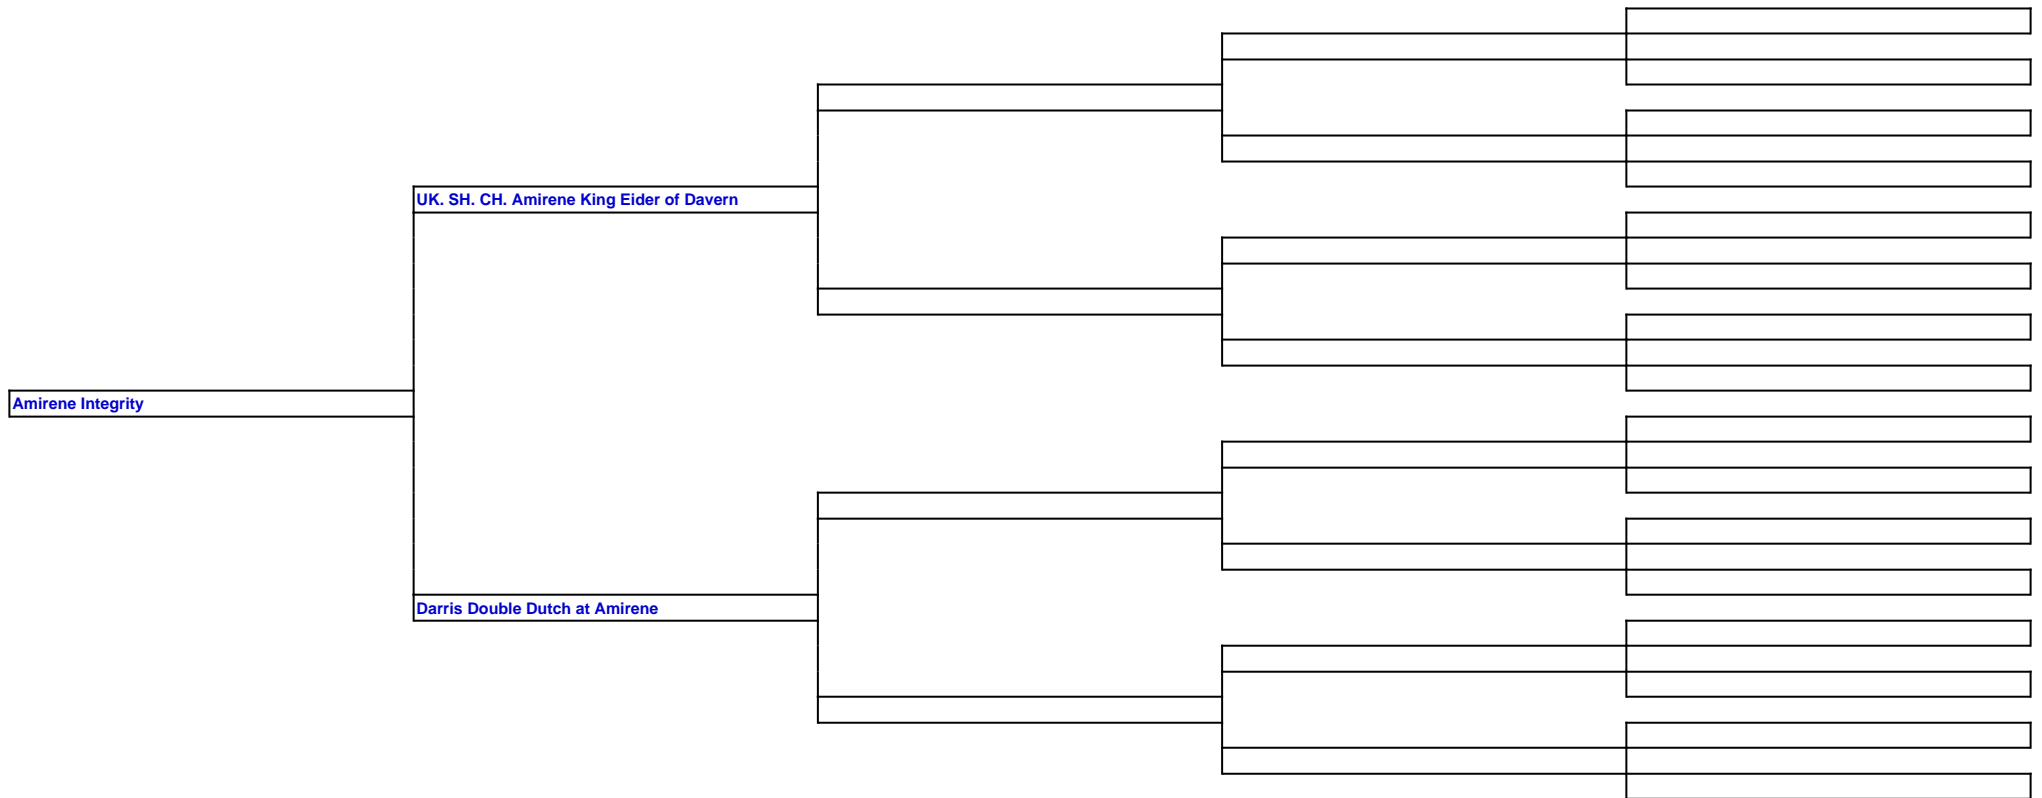 UK. SH. CH. Amirene King Eider of Davern
Amirene Integrity
Darris Double Dutch at Amirene